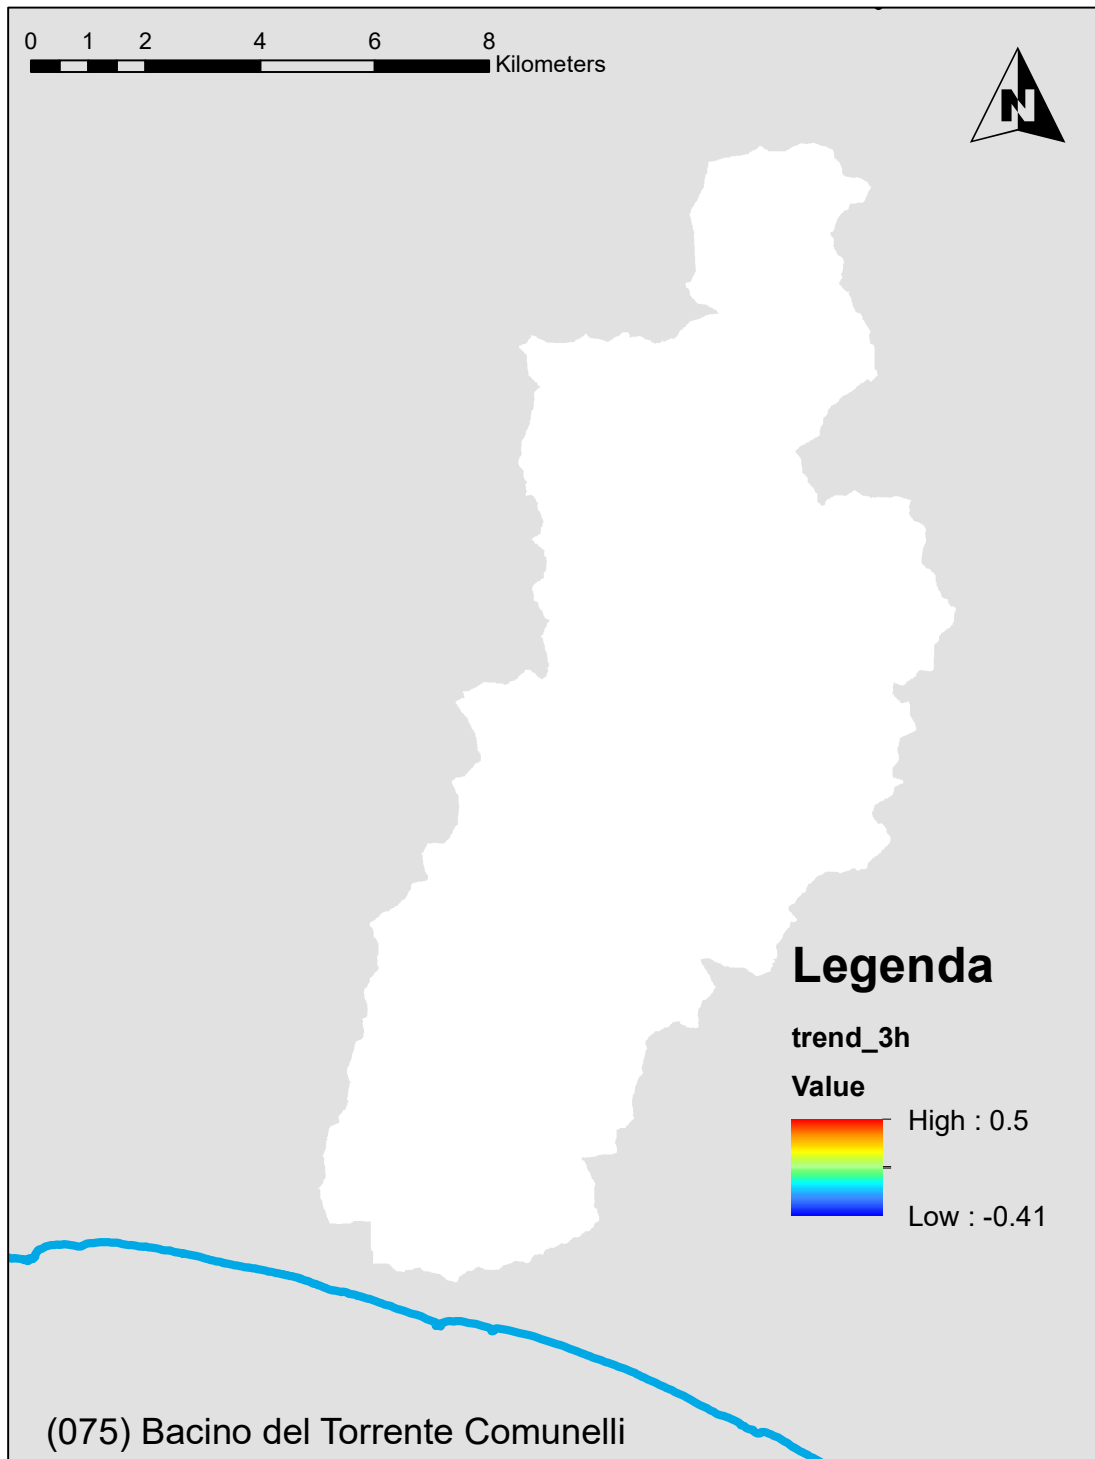 0 1 2 4 6 8
Kilometers
N
Legenda
trend_3h
Value
High : 0.5
Low : -0.41
(075) Bacino del Torrente Comunelli